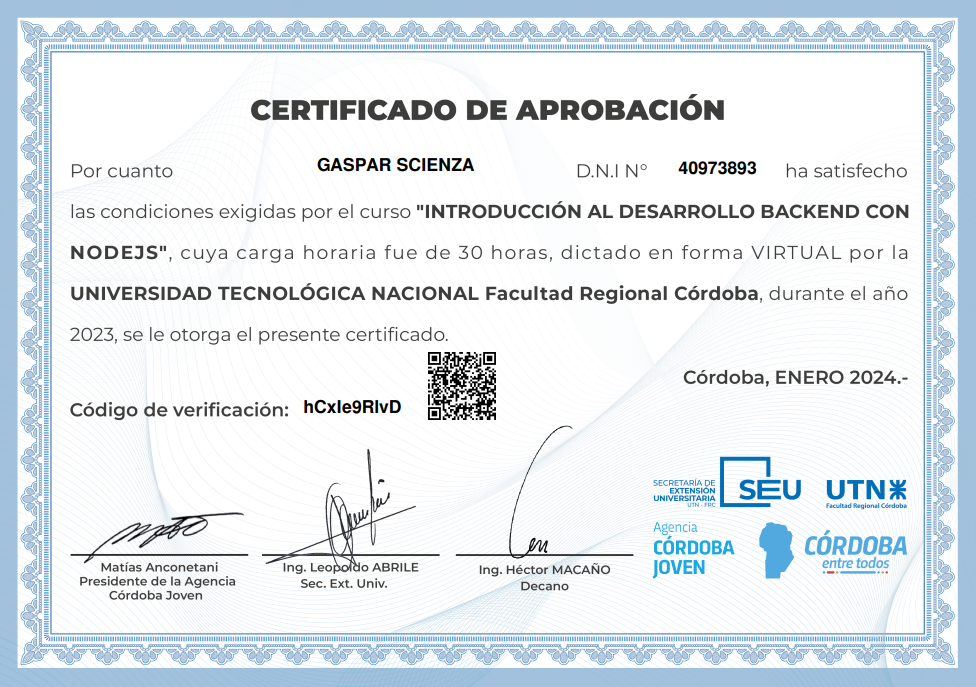 CERTIFICADO DE APROBACIÓN
Por cuanto GASPAR SCIENZA D.N.I N° 40973893 ha satisfecho
las condiciones exigidas por el curso "INTRODUCCIÓN AL DESARROLLO BACKEND CON
NODEJS", cuya carga horaria fue de 30 horas, dictado en forma VIRTUAL por la
UNIVERSIDAD TECNOLÓGICA NACIONAL Facultad Regional Córdoba, durante el año
2023, se le otorga el presente certificado.
Córdoba, ENERO 2024.-
Código de verificación: hCxIe9RIvD
Matías Anconetani
Presidente de la Agencia
Córdoba Joven
Ing. Leopoldo ABRILE
Sec. Ext. Univ.
Ing. Héctor MACAÑO
Decano
SECRETARÍA DE
EXTENSIÓN
UNIVERSITARIA
UTN - FRC
SEU
UTN
Facultad Regional Córdoba
Agencia
CÓRDOBA
JOVEN
CÓRDOBA
entre todos